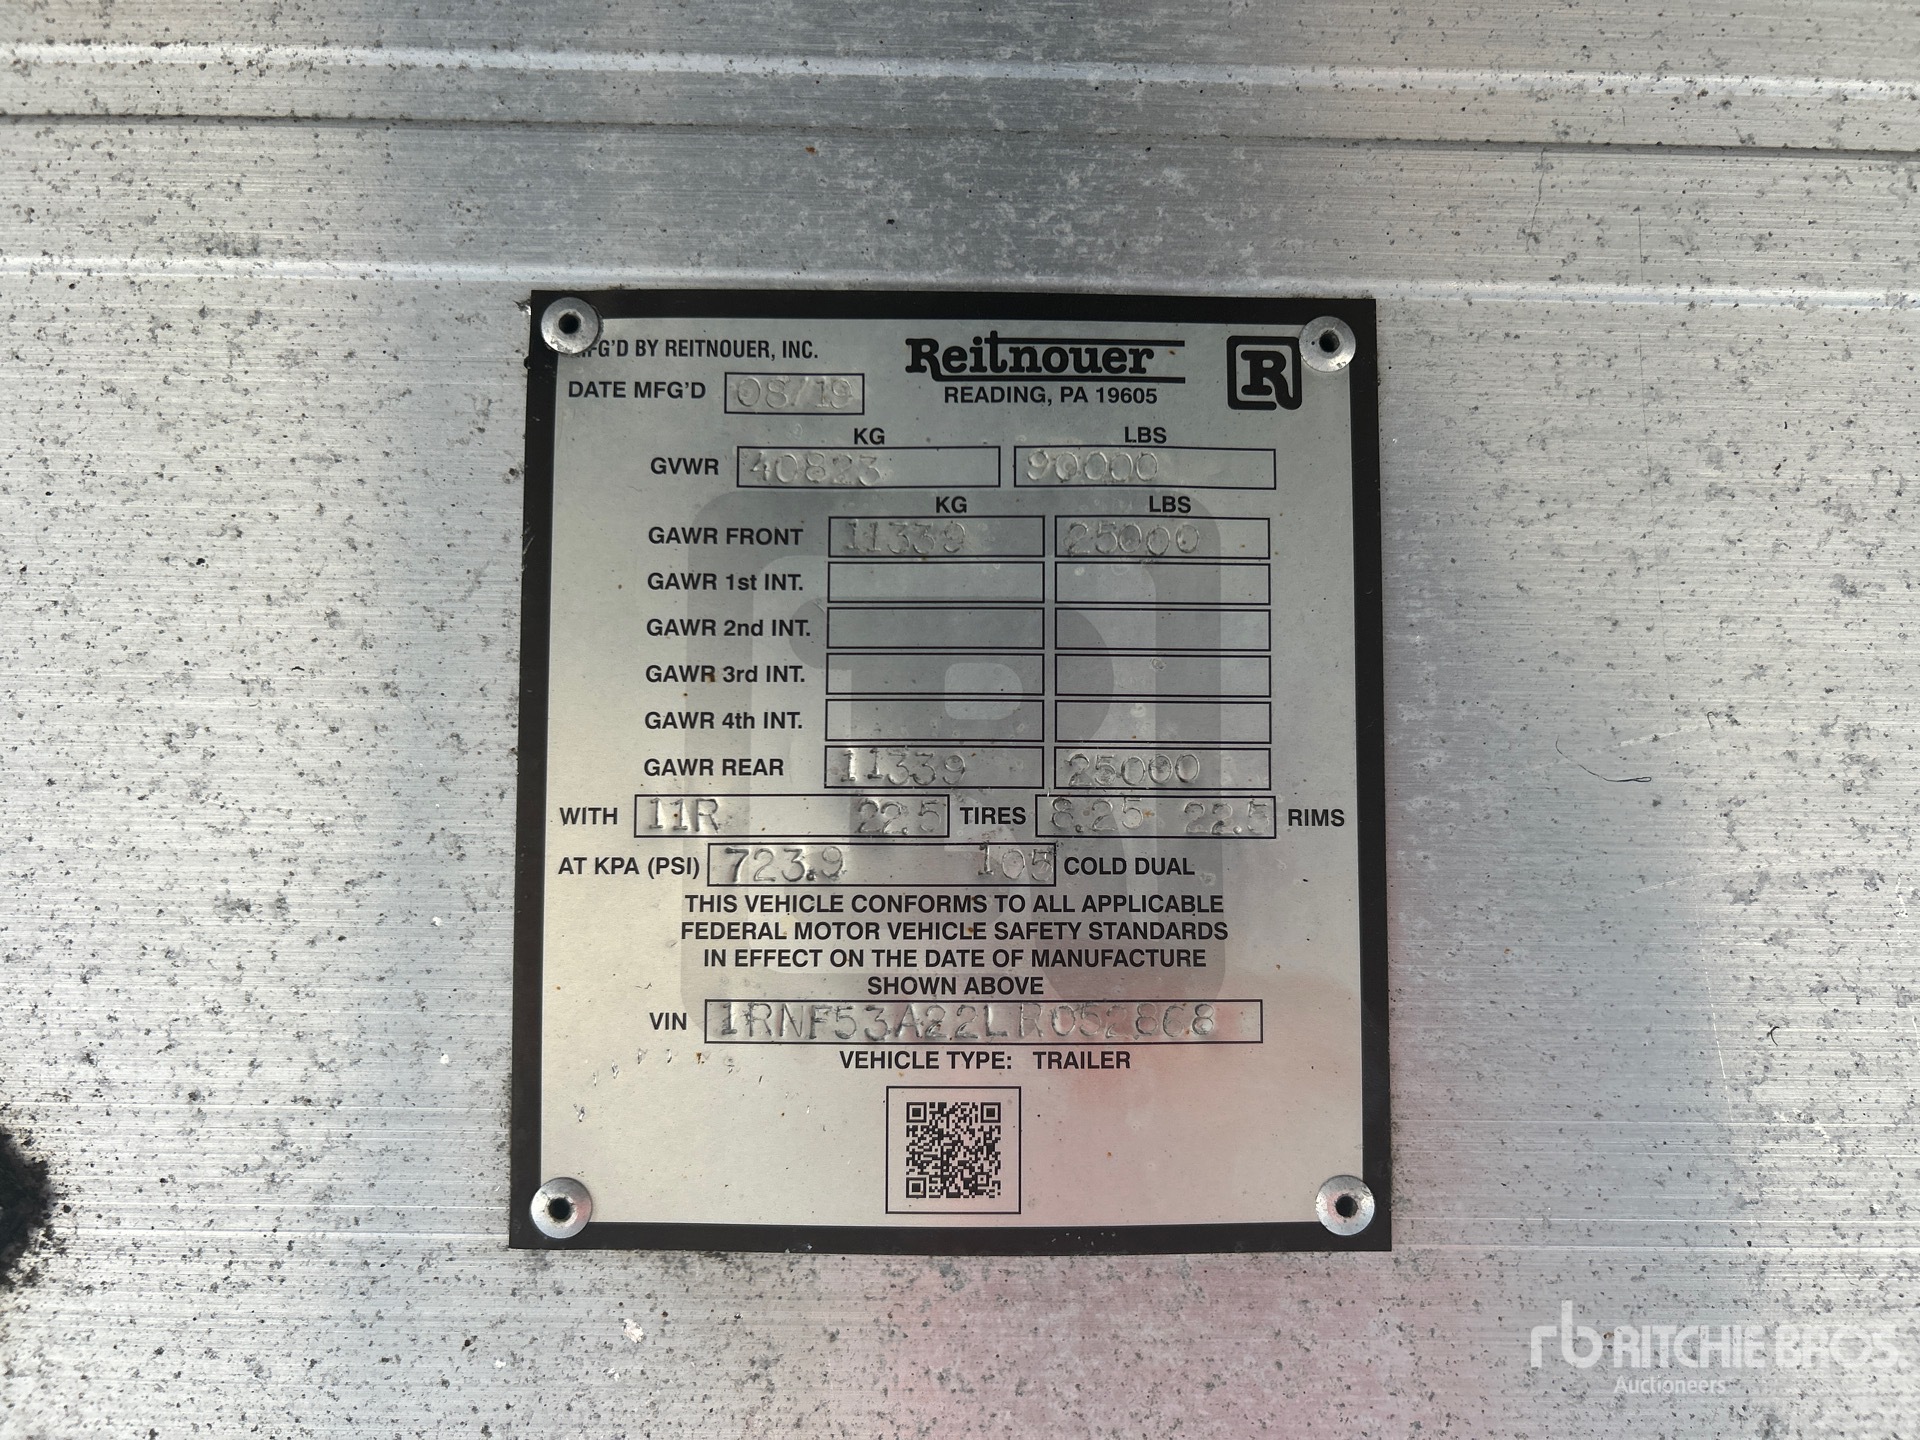 MFG'D BY REITNOUER, INC.
Reitnouer
R
DATE MFG'D 08/19
READING, PA 19605
KG LBS
GVWR 40823 90000
KG LBS
GAWR FRONT 11339 25000
GAWR 1st INT.
GAWR 2nd INT.
GAWR 3rd INT.
GAWR 4th INT.
GAWR REAR 11339 25000
WITH 11R 22.5 TIRES 8.25 22.5 RIMS
AT KPA (PSI) 723.9 105 COLD DUAL
THIS VEHICLE CONFORMS TO ALL APPLICABLE
FEDERAL MOTOR VEHICLE SAFETY STANDARDS
IN EFFECT ON THE DATE OF MANUFACTURE
SHOWN ABOVE
VIN 1RNF53A22LR052868
VEHICLE TYPE: TRAILER
rb RITCHIE BROS.
Auctioneers